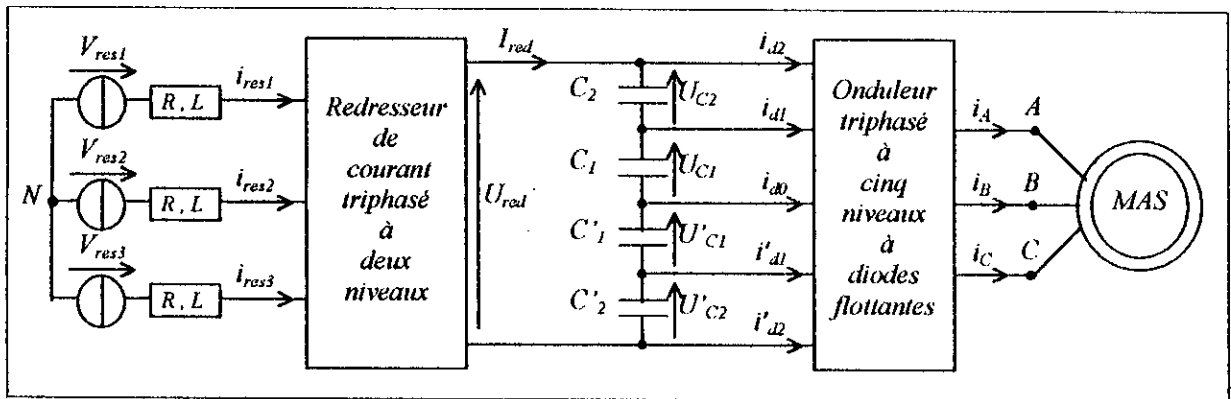 V_res1
i_res1
R, L
V_res2
i_res2
N
R, L
V_res3
i_res3
R, L
Redresseur
de
courant
triphasé
à
deux
niveaux
I_red
U_red
C_2
U_C2
C_1
U_C1
C'_1
U'_C1
C'_2
U'_C2
i_d2
i_d1
i_d0
i'_d1
i'_d2
Onduleur
triphasé
à
cinq
niveaux
à
diodes
flottantes
i_A
A
i_B
B
i_C
C
MAS